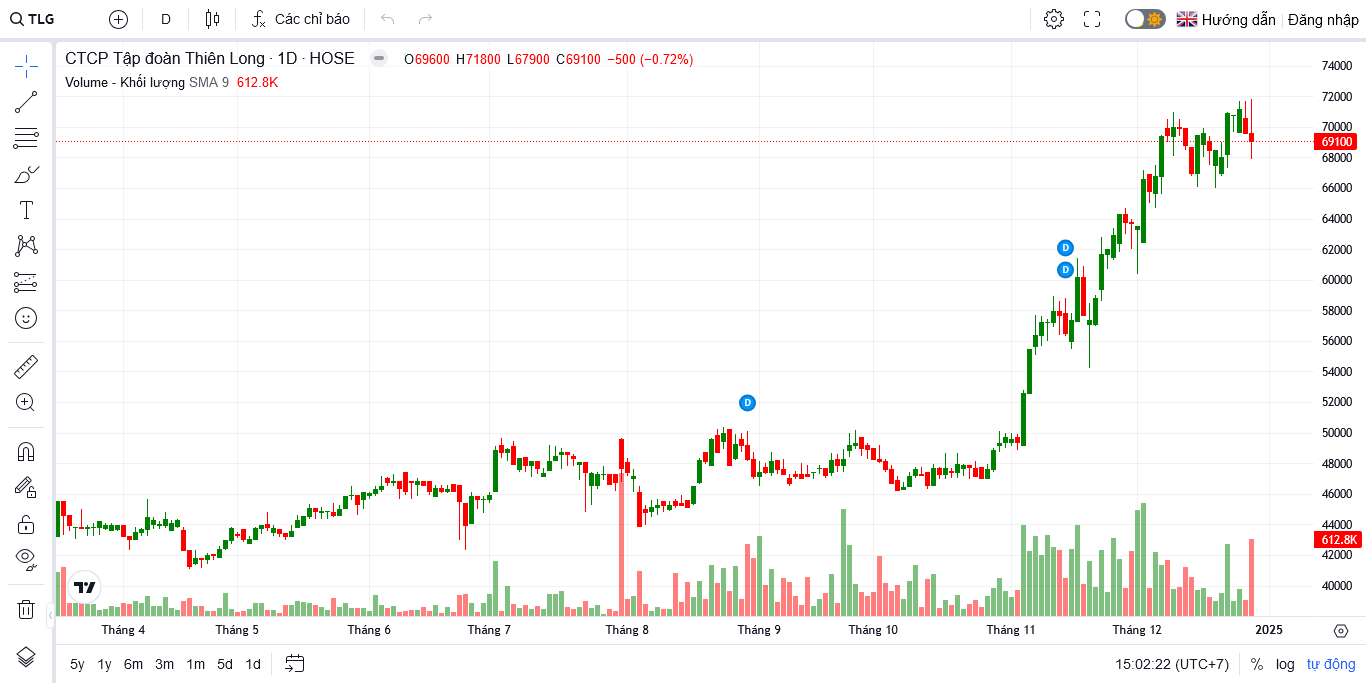 TLG D Các chỉ báo Hướng dẫn Đăng nhập
CTCP Tập đoàn Thiên Long · 1D · HOSE O69600 H71800 L67900 C69100 −500 (−0.72%)
Volume - Khối lượng SMA 9 612.8K
74000
72000
70000
69100
68000
66000
64000
62000
60000
58000
56000
54000
52000
50000
48000
46000
44000
612.8K
42000
40000
D
D
D
Tháng 4 Tháng 5 Tháng 6 Tháng 7 Tháng 8 Tháng 9 Tháng 10 Tháng 11 Tháng 12 2025
5y 1y 6m 3m 1m 5d 1d 15:02:22 (UTC+7) % log tự động